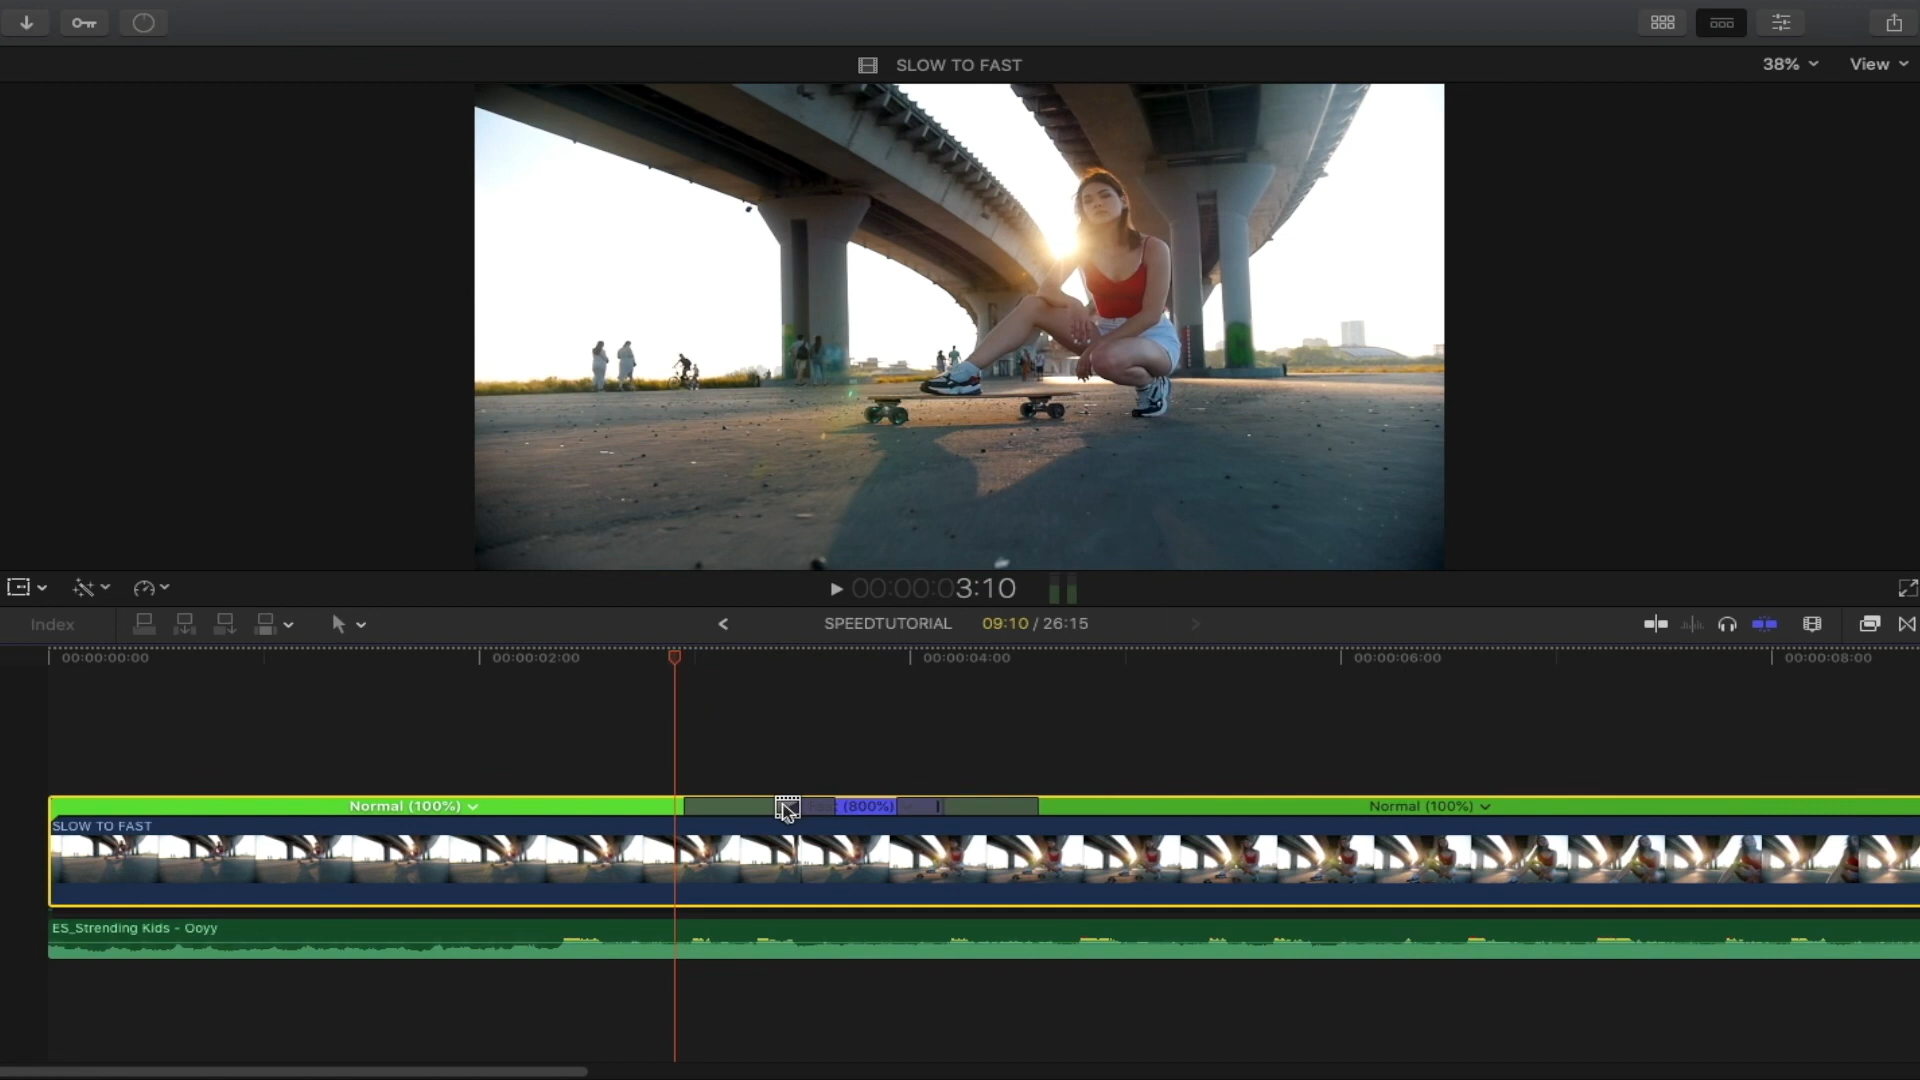 SLOW TO FAST
38%
View
00:00:03:10
Index
SPEEDTUTORIAL
09:10 / 26:15
00:00:00:00
00:00:02:00
00:00:04:00
00:00:06:00
00:00:08:00
Normal (100%)
(800%)
Normal (100%)
SLOW TO FAST
ES_Strending Kids - Ooyy